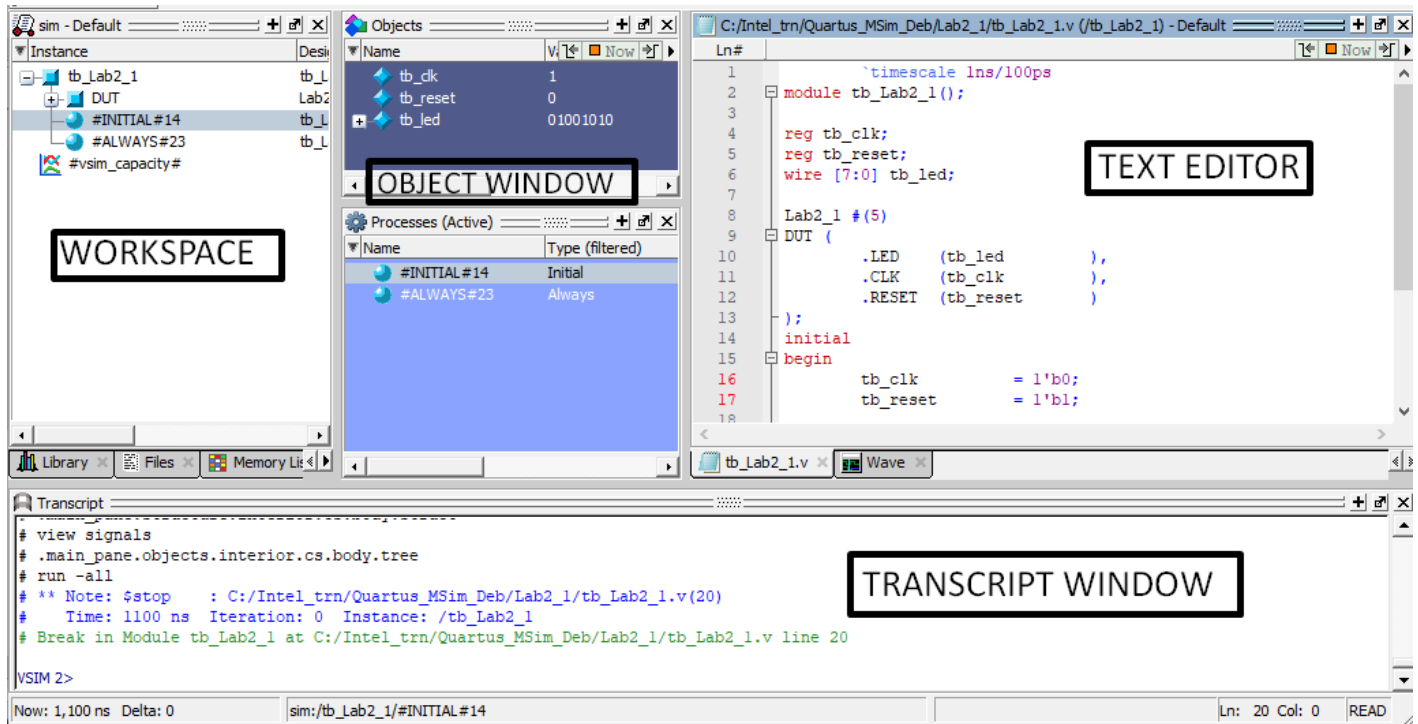 sim - Default
Instance Desi
tb_Lab2_1 tb_L
DUT Lab2
#INITIAL#14 tb_L
#ALWAYS#23 tb_L
#vsim_capacity#
WORKSPACE
Library Files Memory Lis
Objects
Name V Now
tb_clk 1
tb_reset 0
tb_led 01001010
OBJECT WINDOW
Processes (Active)
Name Type (filtered)
#INITIAL#14 Initial
#ALWAYS#23 Always
C:/Intel_trn/Quartus_MSim_Deb/Lab2_1/tb_Lab2_1.v (/tb_Lab2_1) - Default
Ln# Now
1 `timescale 1ns/100ps
2 module tb_Lab2_1();
3
4 reg tb_clk;
5 reg tb_reset;
6 wire [7:0] tb_led;
7
8 Lab2_1 #(5)
9 DUT (
10 .LED (tb_led ),
11 .CLK (tb_clk ),
12 .RESET (tb_reset )
13 );
14 initial
15 begin
16 tb_clk = 1'b0;
17 tb_reset = 1'b1;
18
TEXT EDITOR
tb_Lab2_1.v Wave
Transcript
# view signals
# .main_pane.objects.interior.cs.body.tree
# run -all
# ** Note: $stop : C:/Intel_trn/Quartus_MSim_Deb/Lab2_1/tb_Lab2_1.v(20)
# Time: 1100 ns Iteration: 0 Instance: /tb_Lab2_1
# Break in Module tb_Lab2_1 at C:/Intel_trn/Quartus_MSim_Deb/Lab2_1/tb_Lab2_1.v line 20
TRANSCRIPT WINDOW
VSIM 2>
Now: 1,100 ns Delta: 0 sim:/tb_Lab2_1/#INITIAL#14 Ln: 20 Col: 0 READ